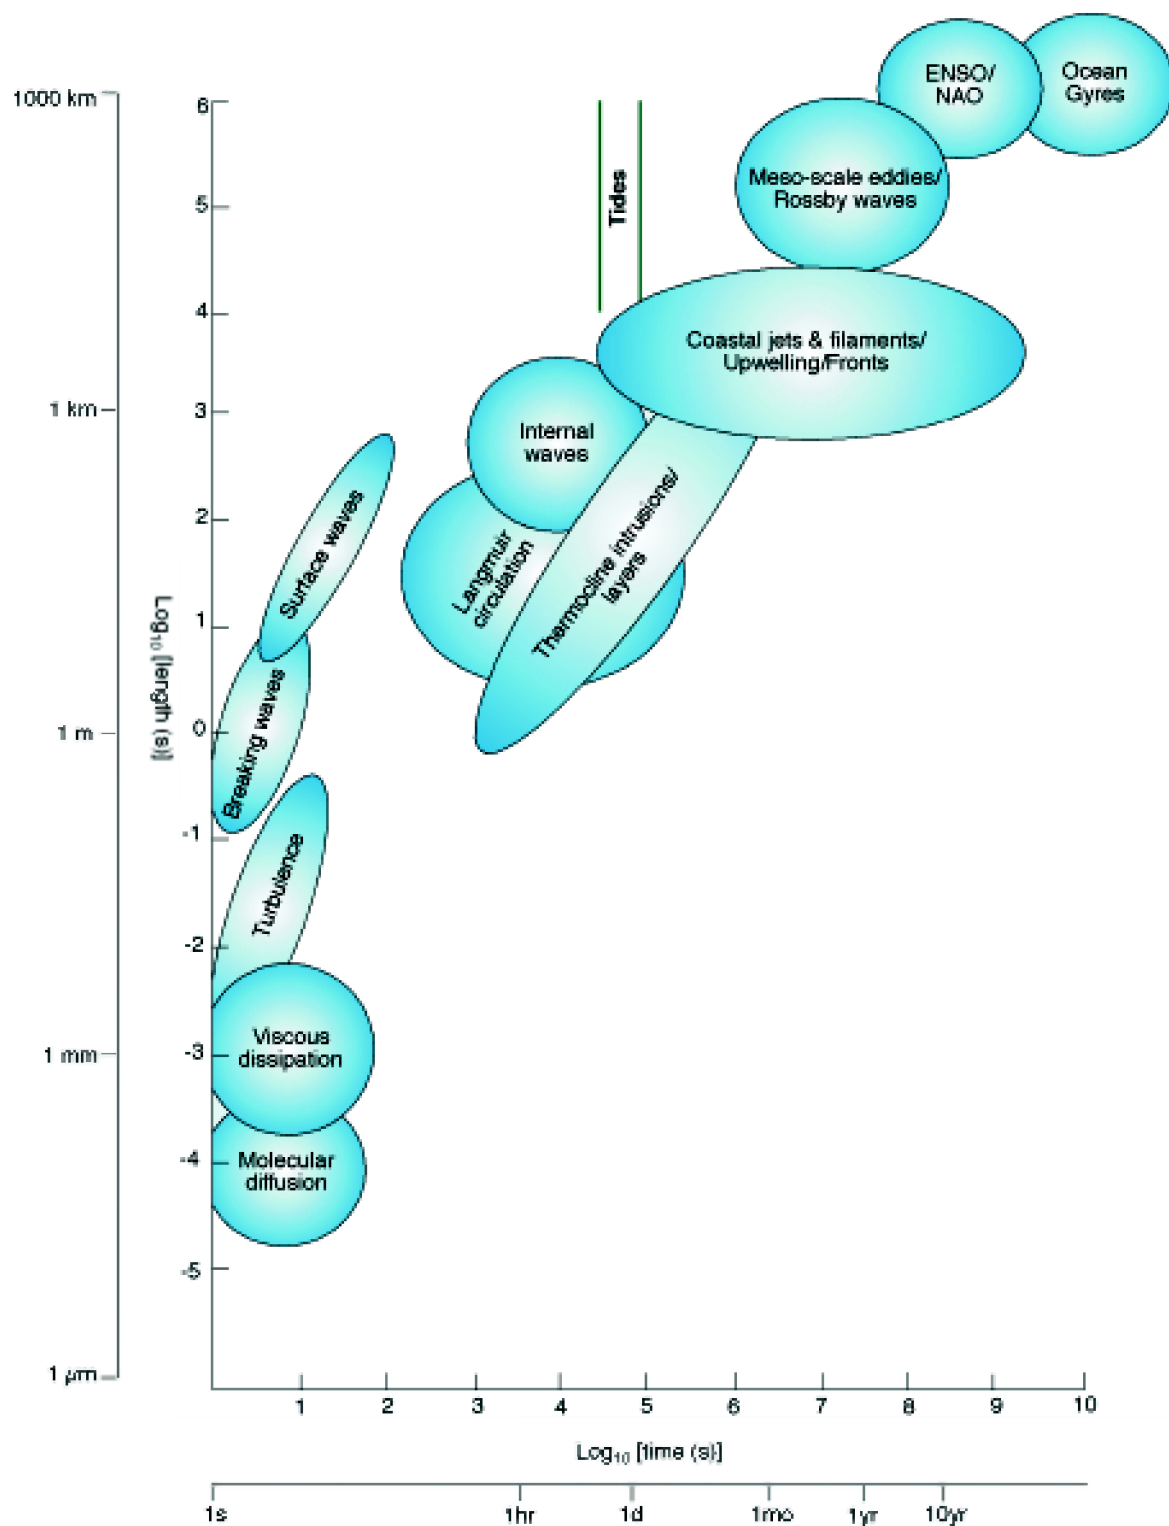 ENSO/
NAO
Ocean
Gyres
1000 km
6
Meso-scale eddies/
Rossby waves
Tides
5
4
Coastal jets & filaments/
Upwelling/Fronts
1 km
3
Internal
waves
2
Surface waves
Langmuir
circulation
Thermocline intrusions/
layers
1
Log₁₀ [length (s)]
Breaking waves
1 m
0
-1
Turbulence
-2
Viscous
dissipation
1 mm
-3
Molecular
diffusion
-4
-5
1 µm
1 2 3 4 5 6 7 8 9 10
Log₁₀ [time (s)]
1s 1hr 1d 1mo 1yr 10yr